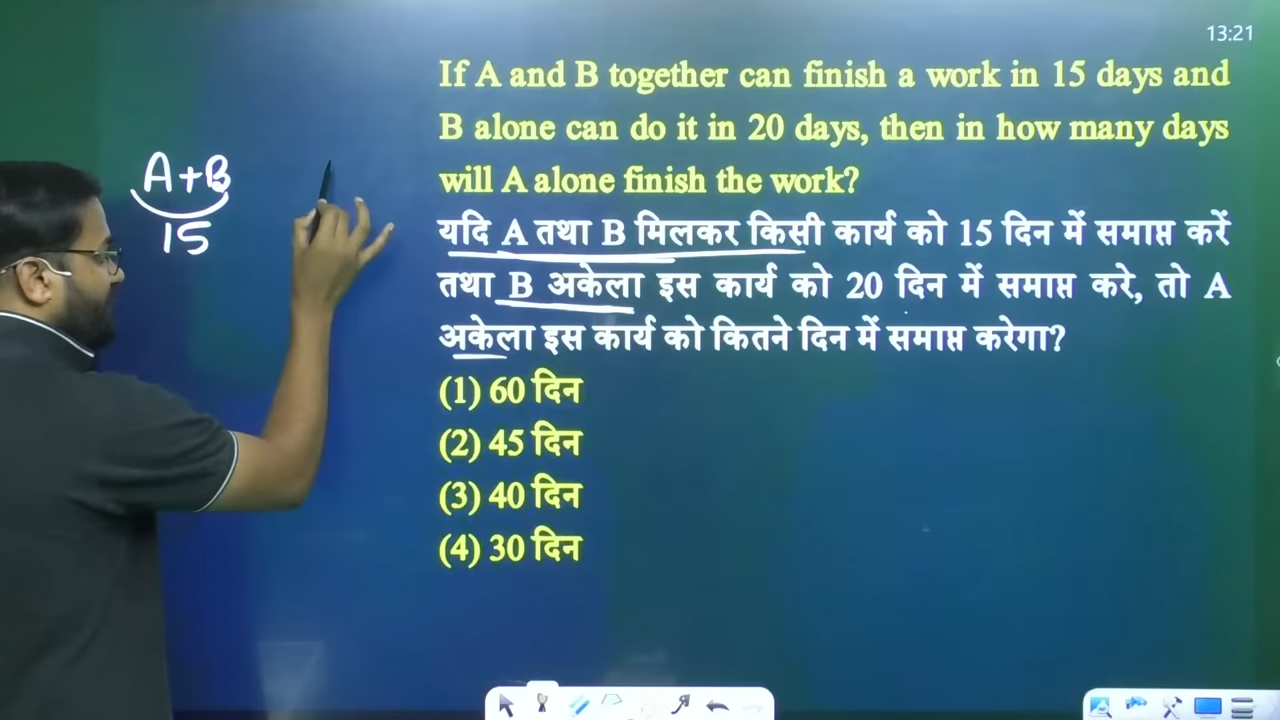 13:21
If A and B together can finish a work in 15 days and
B alone can do it in 20 days, then in how many days
will A alone finish the work?
यदि A तथा B मिलकर किसी कार्य को 15 दिन में समाप्त करें
तथा B अकेला इस कार्य को 20 दिन में समाप्त करे, तो A
अकेला इस कार्य को कितने दिन में समाप्त करेगा?
(1) 60 दिन
(2) 45 दिन
(3) 40 दिन
(4) 30 दिन
A+B
15